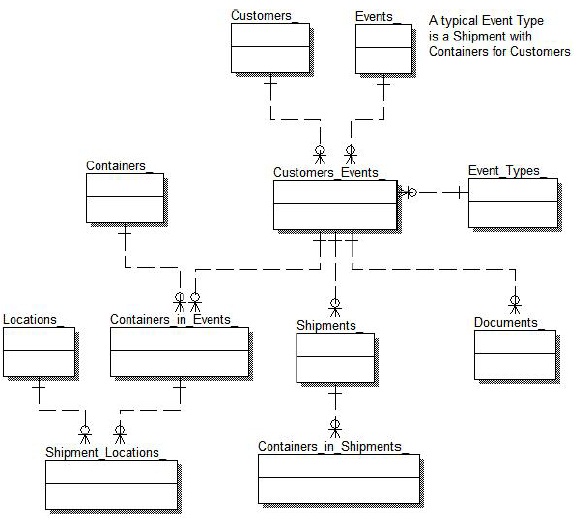 Customers_
Events_
A typical Event Type
is a Shipment with
Containers for Customers
Containers_
Customers_Events_
Event_Types_
Locations_
Containers_in_Events_
Shipments_
Documents_
Shipment_Locations_
Containers_in_Shipments_